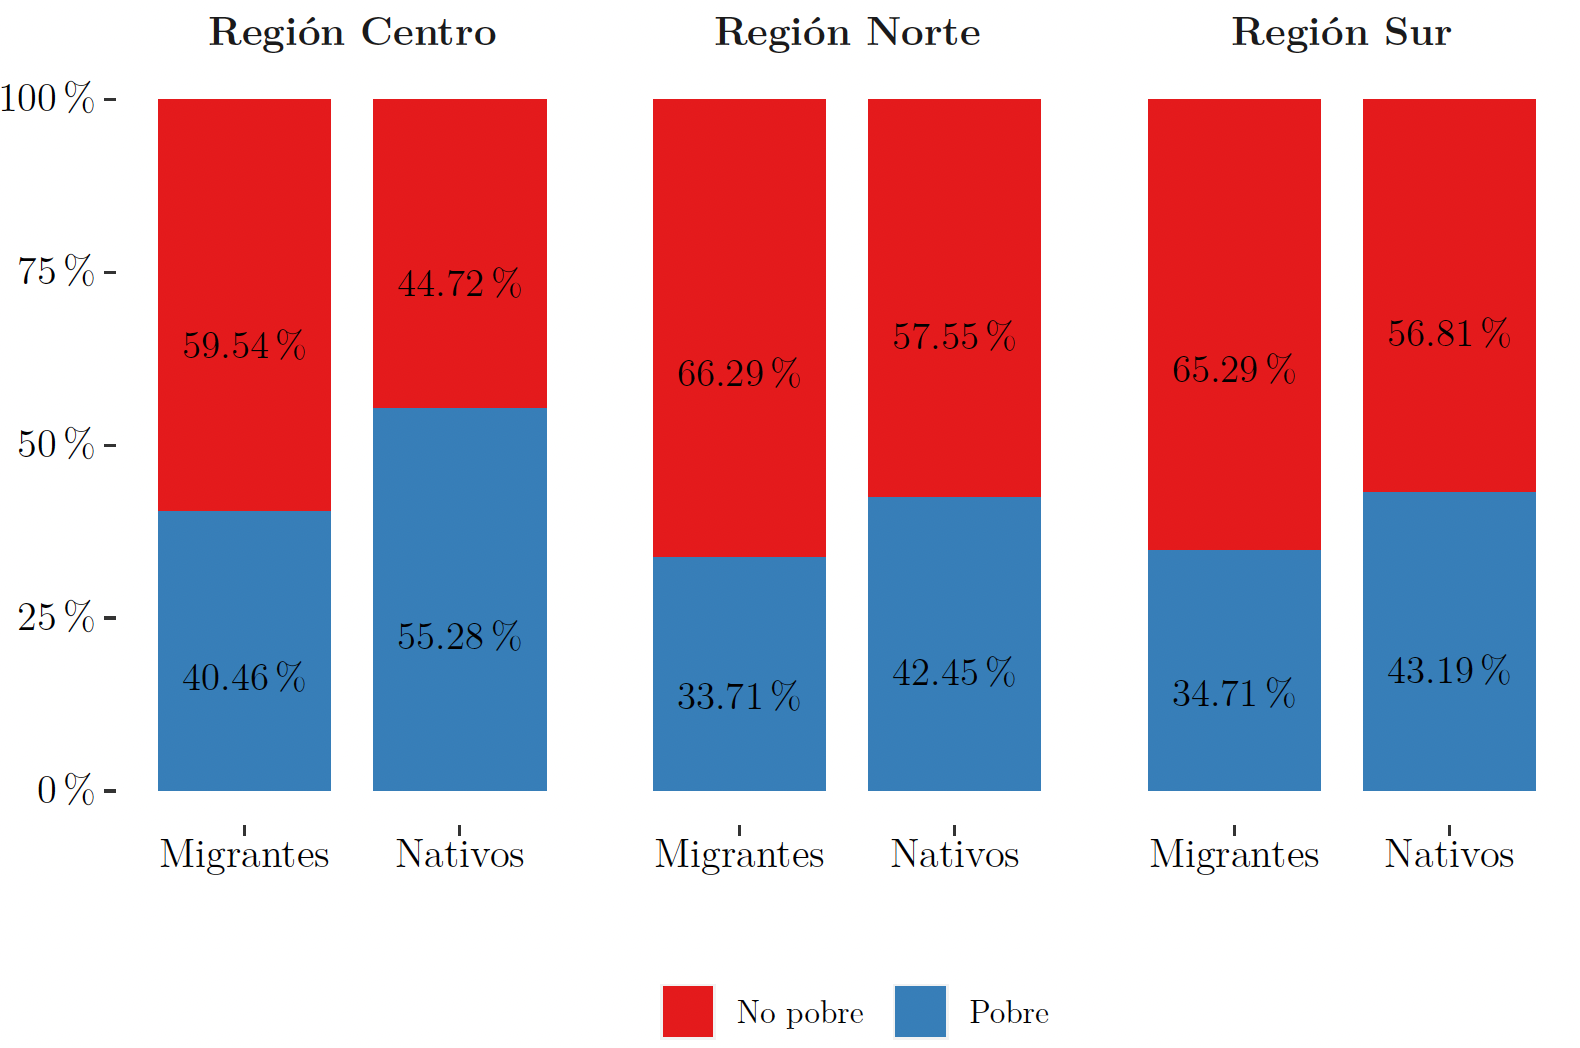 Región Centro
Región Norte
Región Sur
100 %
75 %
50 %
25 %
0 %
59.54 %
40.46 %
44.72 %
55.28 %
66.29 %
33.71 %
57.55 %
42.45 %
65.29 %
34.71 %
56.81 %
43.19 %
Migrantes
Nativos
Migrantes
Nativos
Migrantes
Nativos
No pobre
Pobre